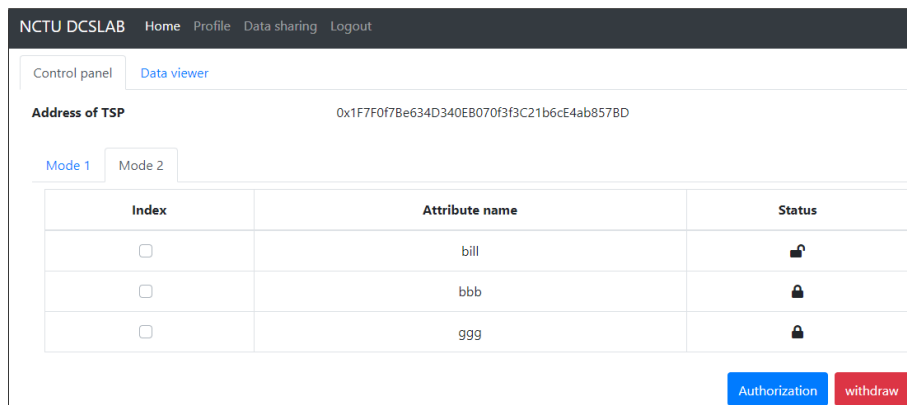 NCTU DCSLAB Home Profile Data sharing Logout
Control panel Data viewer
Address of TSP 0x1F7F0f7Be634D340EB070f3f3C21b6cE4ab857BD
Mode 1 Mode 2
Index Attribute name Status
bill
bbb
ggg
Authorization withdraw